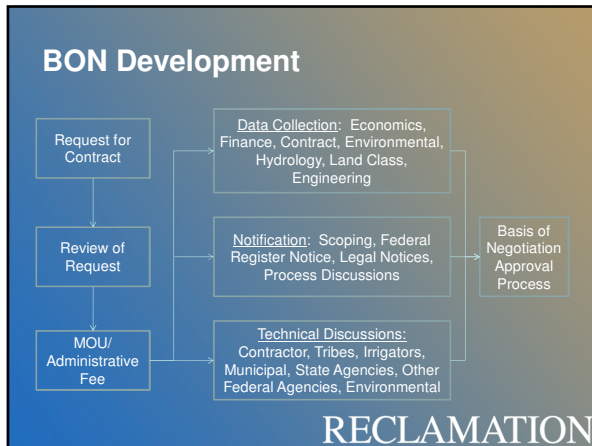 BON Development
Request for
Contract
Review of
Request
MOU/
Administrative
Fee
Data Collection: Economics,
Finance, Contract, Environmental,
Hydrology, Land Class,
Engineering
Notification: Scoping, Federal
Register Notice, Legal Notices,
Process Discussions
Technical Discussions:
Contractor, Tribes, Irrigators,
Municipal, State Agencies, Other
Federal Agencies, Environmental
Basis of
Negotiation
Approval
Process
RECLAMATION